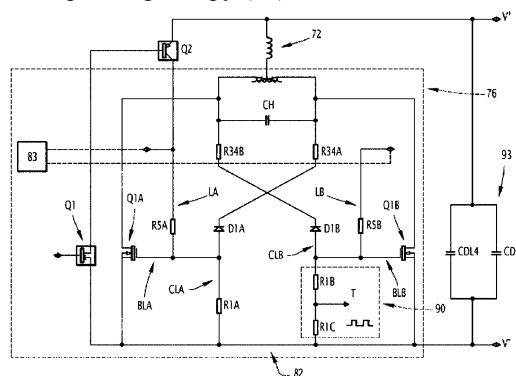 V+
Q2
72
76
CH
R34B
R34A
83
93
LA
LB
Q1
Q1A
R5A
D1A
D1B
R5B
Q1B
CDL4
CD
BLA
CLB
BLB
CLA
R1B
T
90
R1A
R1C
V-
82